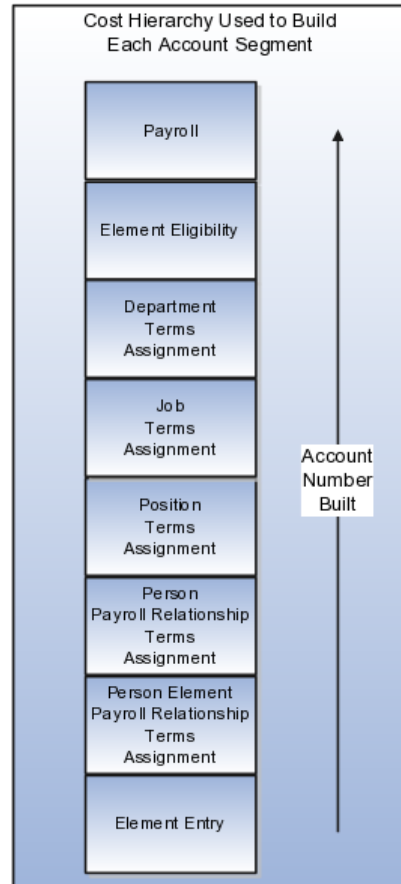 Cost Hierarchy Used to Build
Each Account Segment
Payroll
Element Eligibility
Department
Terms
Assignment
Job
Terms
Assignment
Position
Terms
Assignment
Person
Payroll Relationship
Terms
Assignment
Person Element
Payroll Relationship
Terms
Assignment
Element Entry
Account
Number
Built